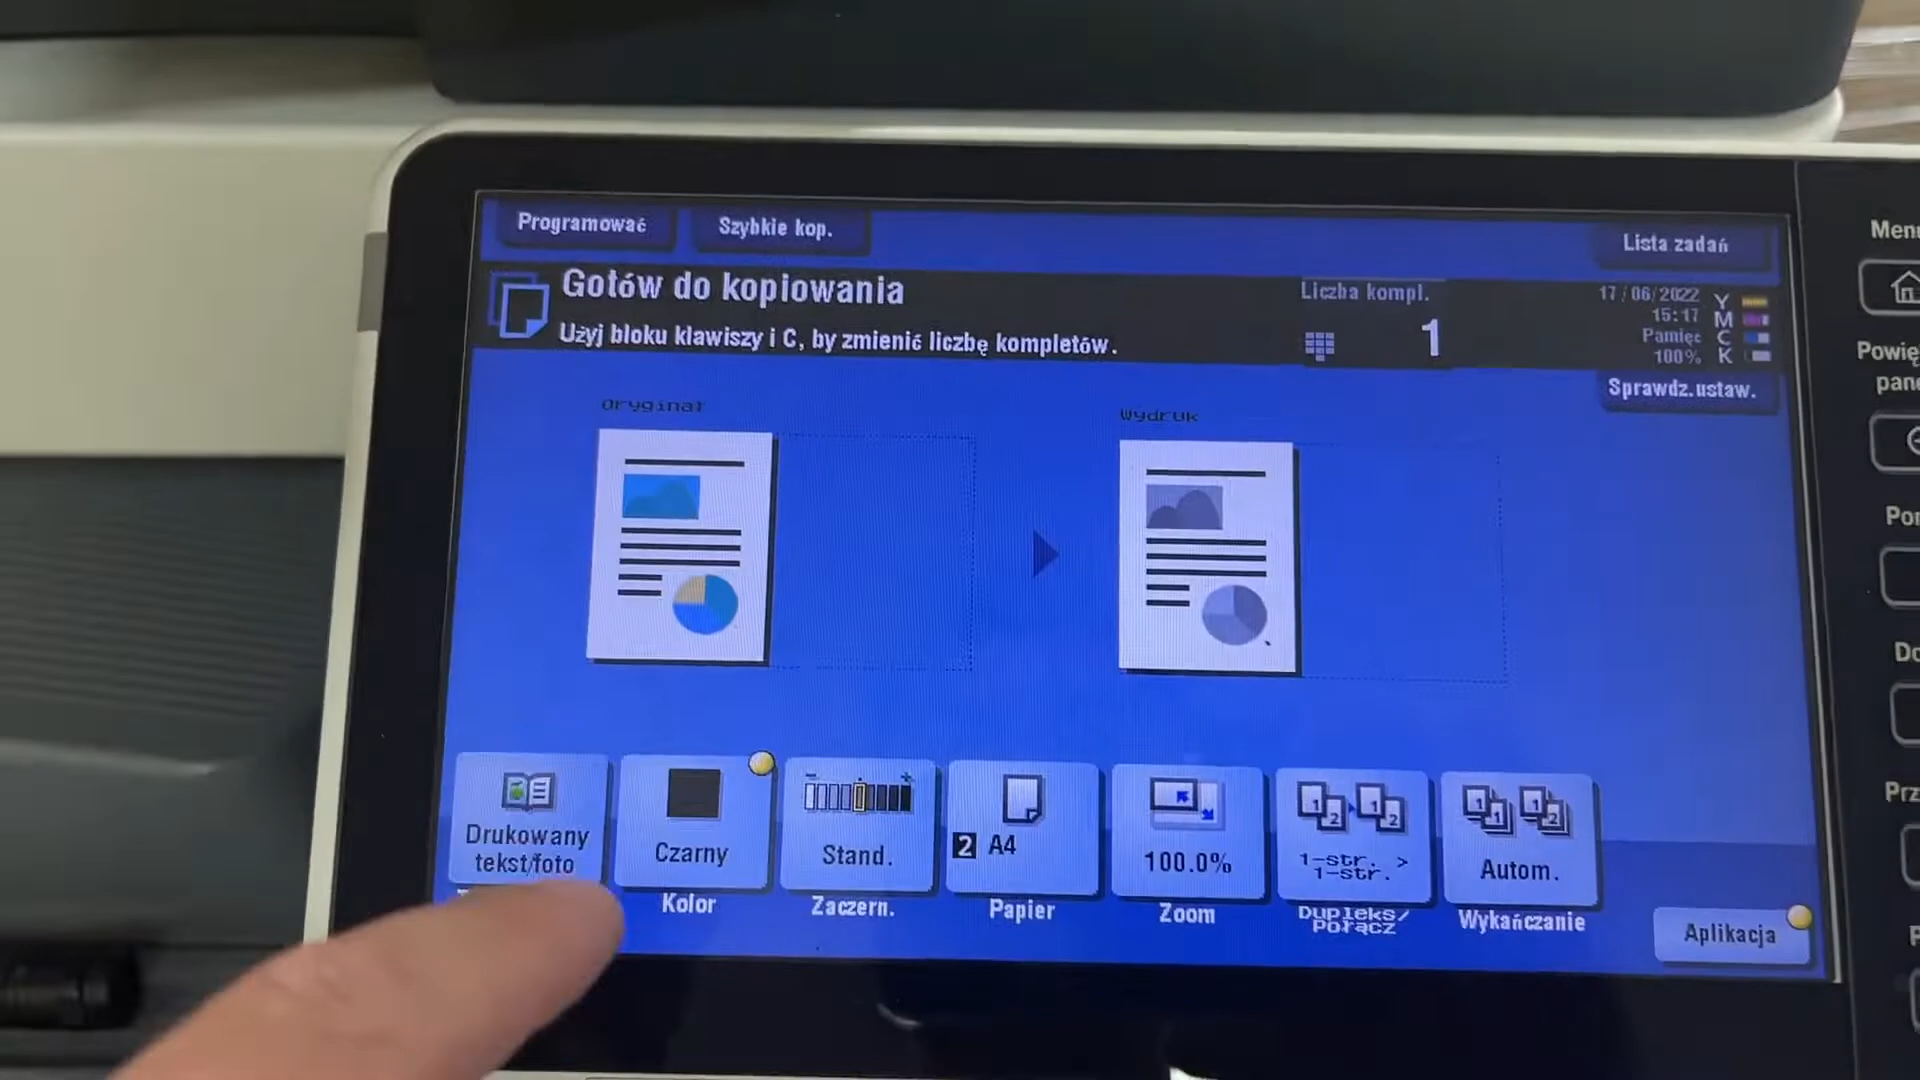 Programować
Szybkie kop.
Lista zadań
Gotów do kopiowania
Użyj bloku klawiszy i C, by zmienić liczbę kompletów.
Liczba kompl.
1
17/06/2022
15:17
Pamięć
100%
Y
M
C
K
Sprawdz.ustaw.
Oryginał
Wydruk
Drukowany
tekst/foto
Czarny
Kolor
Stand.
Zaczern.
2 A4
Papier
100.0%
Zoom
1-str. >
1-str.
Dupleks/
Połącz
Autom.
Wykańczanie
Aplikacja
Menu